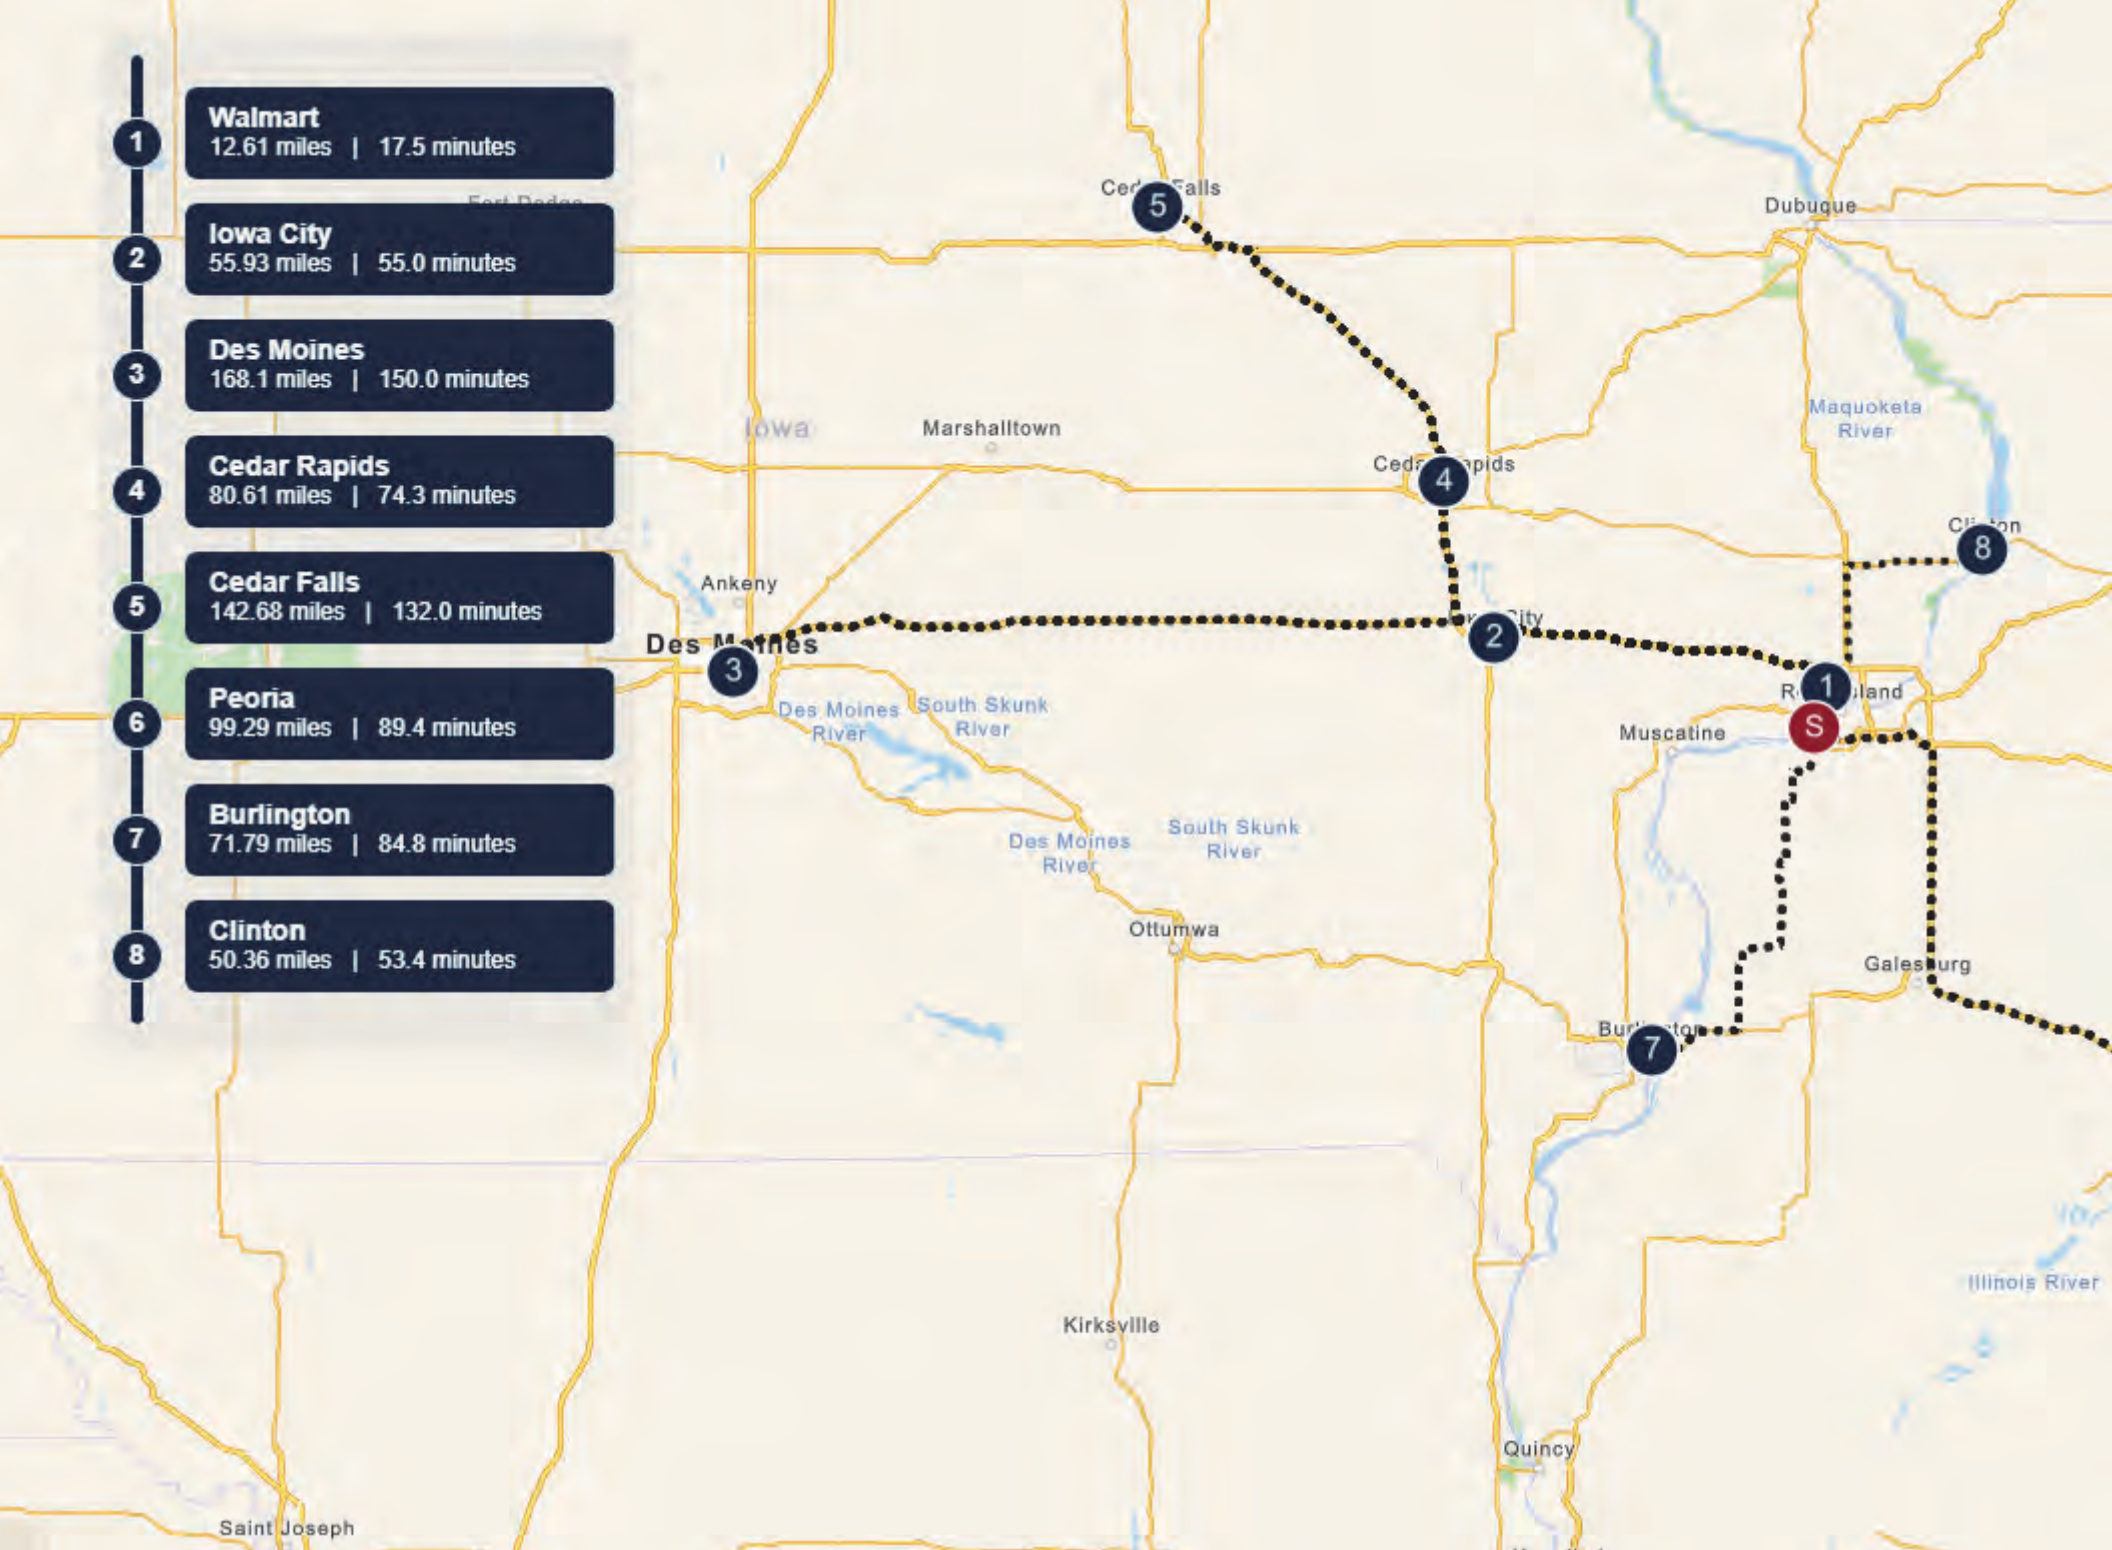 1
Walmart
12.61 miles | 17.5 minutes
2
Iowa City
55.93 miles | 55.0 minutes
3
Des Moines
168.1 miles | 150.0 minutes
4
Cedar Rapids
80.61 miles | 74.3 minutes
5
Cedar Falls
142.68 miles | 132.0 minutes
6
Peoria
99.29 miles | 89.4 minutes
7
Burlington
71.79 miles | 84.8 minutes
8
Clinton
50.36 miles | 53.4 minutes
Fort Dodge
5
Dubuque
Iowa
Marshalltown
Maquoketa
River
4
8
Ankeny
Des Moines
3
2
1
S
Des Moines
River
South Skunk
River
Muscatine
Des Moines
River
South Skunk
River
Ottumwa
Galesburg
7
Illinois River
Kirksville
Quincy
Saint Joseph